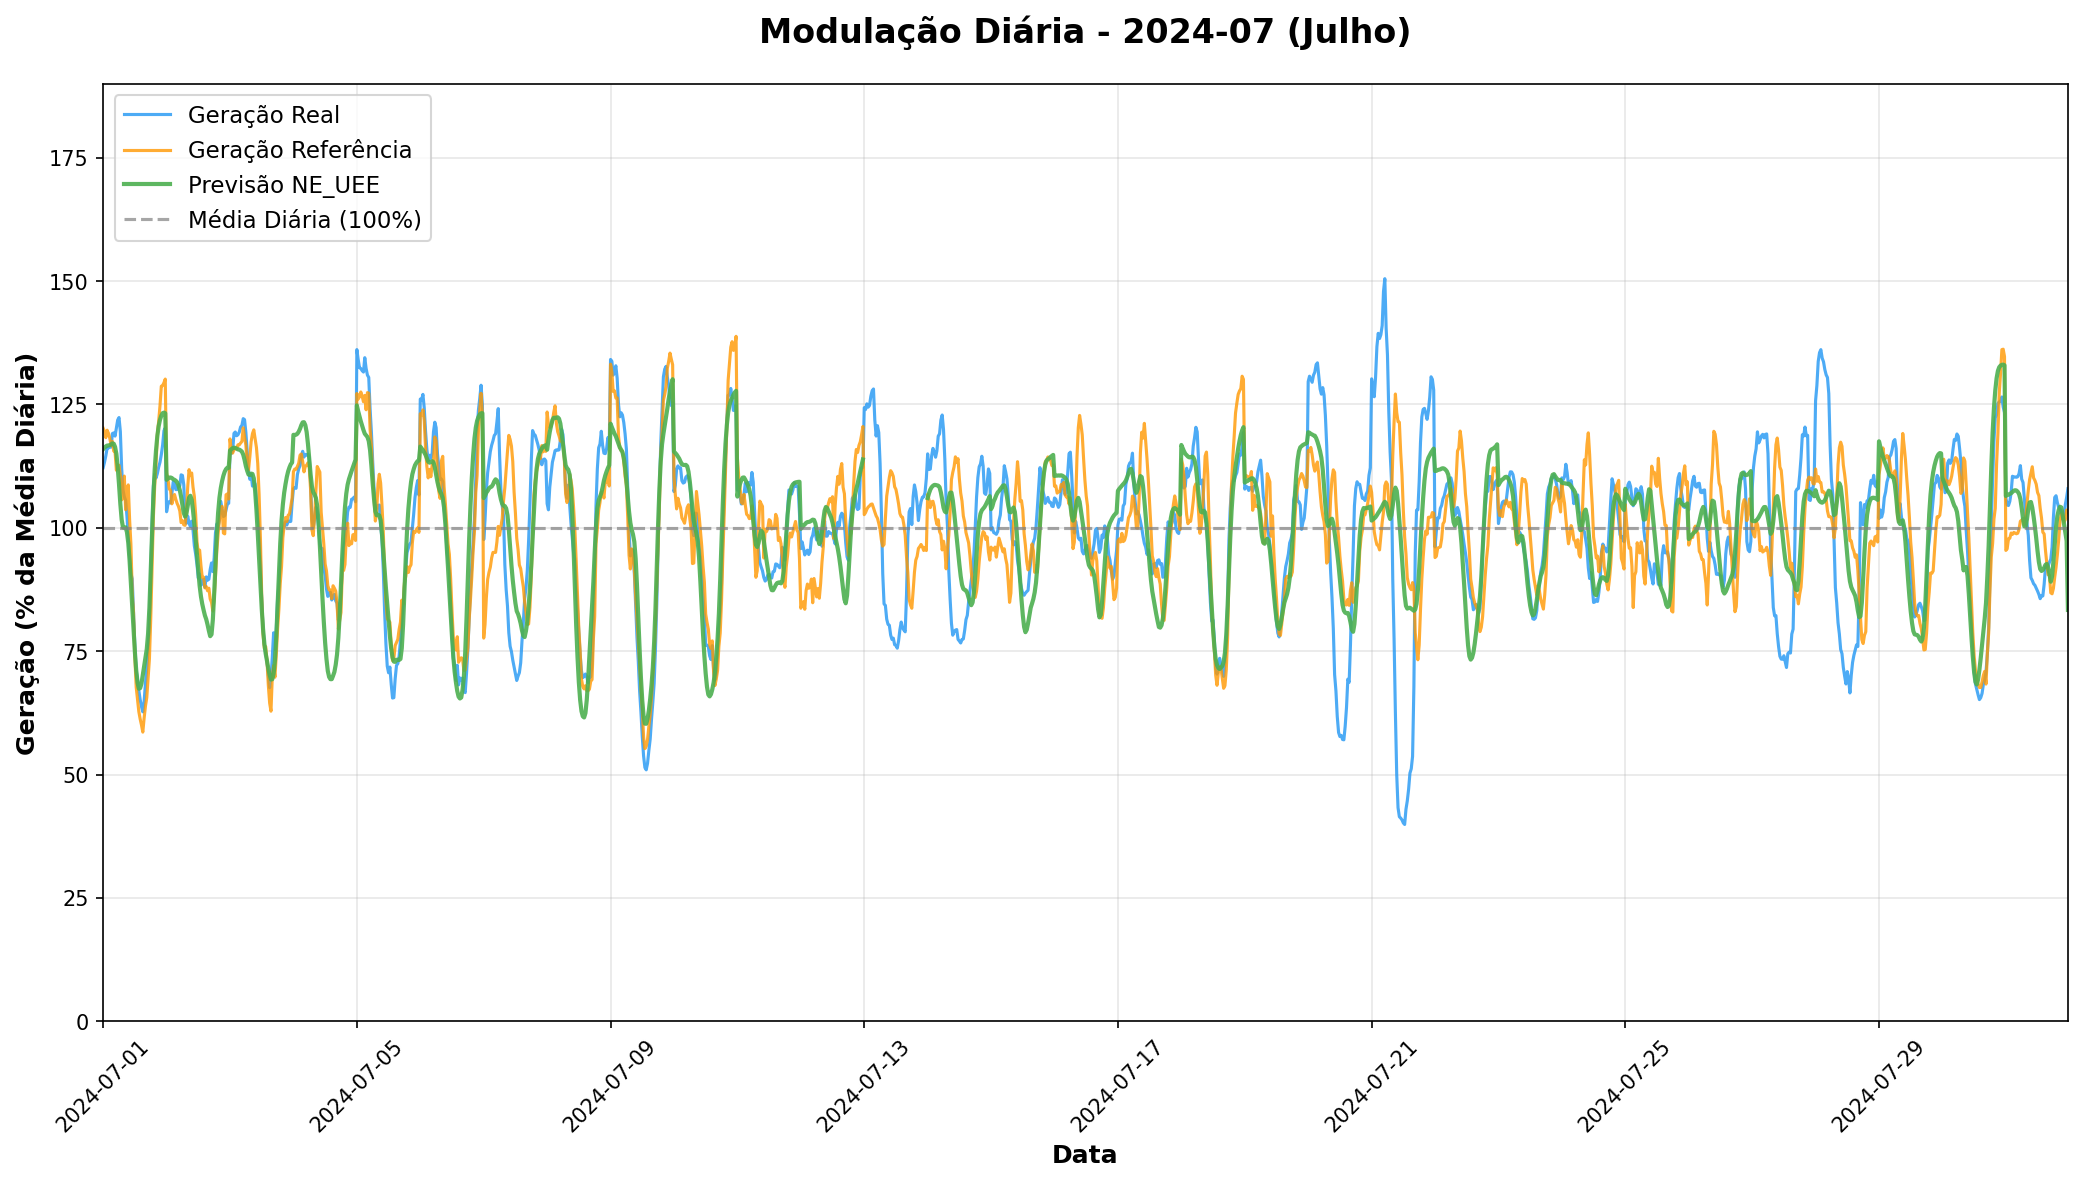 Modulação Diária - 2024-07 (Julho)
Geração Real
Geração Referência
Previsão NE_UEE
Média Diária (100%)
Geração (% da Média Diária)
175
150
125
100
75
50
25
0
2024-07-01
2024-07-05
2024-07-09
2024-07-13
2024-07-17
2024-07-21
2024-07-25
2024-07-29
Data